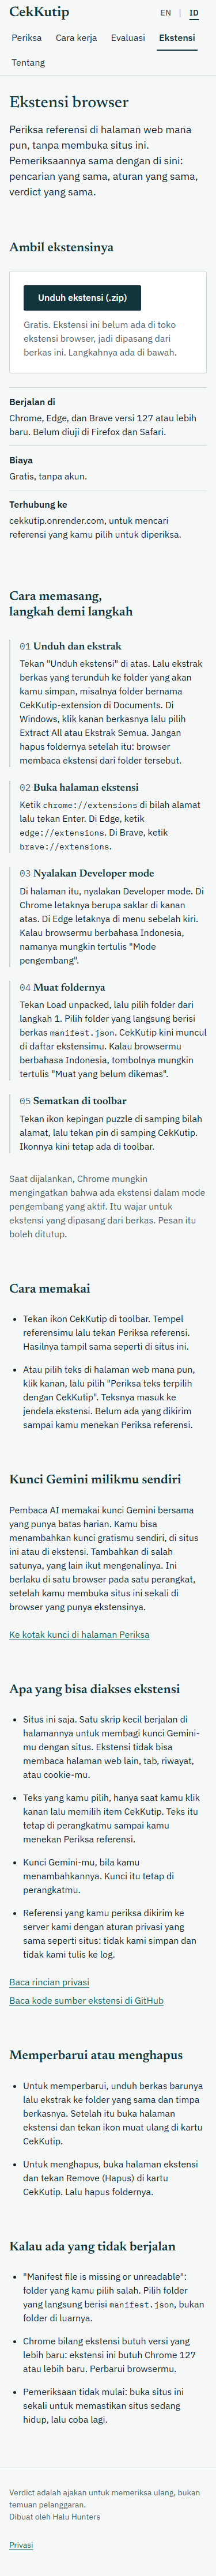 CekKutip
EN | ID
Periksa Cara kerja Evaluasi Ekstensi
Tentang
Ekstensi browser
Periksa referensi di halaman web mana
pun, tanpa membuka situs ini.
Pemeriksaannya sama dengan di sini:
pencarian yang sama, aturan yang sama,
verdict yang sama.
Ambil ekstensinya
Unduh ekstensi (.zip)
Gratis. Ekstensi ini belum ada di toko
ekstensi browser, jadi dipasang dari
berkas ini. Langkahnya ada di bawah.
Berjalan di
Chrome, Edge, dan Brave versi 127 atau lebih
baru. Belum diuji di Firefox dan Safari.
Biaya
Gratis, tanpa akun.
Terhubung ke
cekkutip.onrender.com, untuk mencari
referensi yang kamu pilih untuk diperiksa.
Cara memasang,
langkah demi langkah
01 Unduh dan ekstrak
Tekan "Unduh ekstensi" di atas. Lalu ekstrak
berkas yang terunduh ke folder yang akan
kamu simpan, misalnya folder bernama
CekKutip-extension di Documents. Di
Windows, klik kanan berkasnya lalu pilih
Extract All atau Ekstrak Semua. Jangan
hapus foldernya setelah itu: browser
membaca ekstensi dari folder tersebut.
02 Buka halaman ekstensi
Ketik chrome://extensions di bilah alamat
lalu tekan Enter. Di Edge, ketik
edge://extensions. Di Brave, ketik
brave://extensions.
03 Nyalakan Developer mode
Di halaman itu, nyalakan Developer mode. Di
Chrome letaknya berupa saklar di kanan
atas. Di Edge letaknya di menu sebelah kiri.
Kalau browsermu berbahasa Indonesia,
namanya mungkin tertulis "Mode
pengembang".
04 Muat foldernya
Tekan Load unpacked, lalu pilih folder dari
langkah 1. Pilih folder yang langsung berisi
berkas manifest.json. CekKutip kini muncul
di daftar ekstensimu. Kalau browsermu
berbahasa Indonesia, tombolnya mungkin
tertulis "Muat yang belum dikemas".
05 Sematkan di toolbar
Tekan ikon kepingan puzzle di samping bilah
alamat, lalu tekan pin di samping CekKutip.
Ikonnya kini tetap ada di toolbar.
Saat dijalankan, Chrome mungkin
mengingatkan bahwa ada ekstensi dalam mode
pengembang yang aktif. Itu wajar untuk
ekstensi yang dipasang dari berkas. Pesan itu
boleh ditutup.
Cara memakai
Tekan ikon CekKutip di toolbar. Tempel
referensimu lalu tekan Periksa referensi.
Hasilnya tampil sama seperti di situs ini.
Atau pilih teks di halaman web mana pun,
klik kanan, lalu pilih "Periksa teks terpilih
dengan CekKutip". Teksnya masuk ke
jendela ekstensi. Belum ada yang dikirim
sampai kamu menekan Periksa referensi.
Kunci Gemini milikmu sendiri
Pembaca AI memakai kunci Gemini bersama
yang punya batas harian. Kamu bisa
menambahkan kunci gratismu sendiri, di situs
ini atau di ekstensi. Tambahkan di salah
satunya, yang lain ikut mengenalinya. Ini
berlaku di satu browser pada satu perangkat,
setelah kamu membuka situs ini sekali di
browser yang punya ekstensinya.
Ke kotak kunci di halaman Periksa
Apa yang bisa diakses ekstensi
Situs ini saja. Satu skrip kecil berjalan di
halamannya untuk membagi kunci Gemini-
mu dengan situs. Ekstensi tidak bisa
membaca halaman web lain, tab, riwayat,
atau cookie-mu.
Teks yang kamu pilih, hanya saat kamu klik
kanan lalu memilih item CekKutip. Teks itu
tetap di perangkatmu sampai kamu
menekan Periksa referensi.
Kunci Gemini-mu, bila kamu
menambahkannya. Kunci itu tetap di
perangkatmu.
Referensi yang kamu periksa dikirim ke
server kami dengan aturan privasi yang
sama seperti situs: tidak kami simpan dan
tidak kami tulis ke log.
Baca rincian privasi
Baca kode sumber ekstensi di GitHub
Memperbarui atau menghapus
Untuk memperbarui, unduh berkas barunya
lalu ekstrak ke folder yang sama dan timpa
berkasnya. Setelah itu buka halaman
ekstensi dan tekan ikon muat ulang di kartu
CekKutip.
Untuk menghapus, buka halaman ekstensi
dan tekan Remove (Hapus) di kartu
CekKutip. Lalu hapus foldernya.
Kalau ada yang tidak berjalan
"Manifest file is missing or unreadable":
folder yang kamu pilih salah. Pilih folder
yang langsung berisi manifest.json, bukan
folder di luarnya.
Chrome bilang ekstensi butuh versi yang
lebih baru: ekstensi ini butuh Chrome 127
atau lebih baru. Perbarui browsermu.
Pemeriksaan tidak mulai: buka situs ini
sekali untuk memastikan situs sedang
hidup, lalu coba lagi.
Verdict adalah ajakan untuk memeriksa ulang, bukan
temuan pelanggaran.
Dibuat oleh Halu Hunters
Privasi